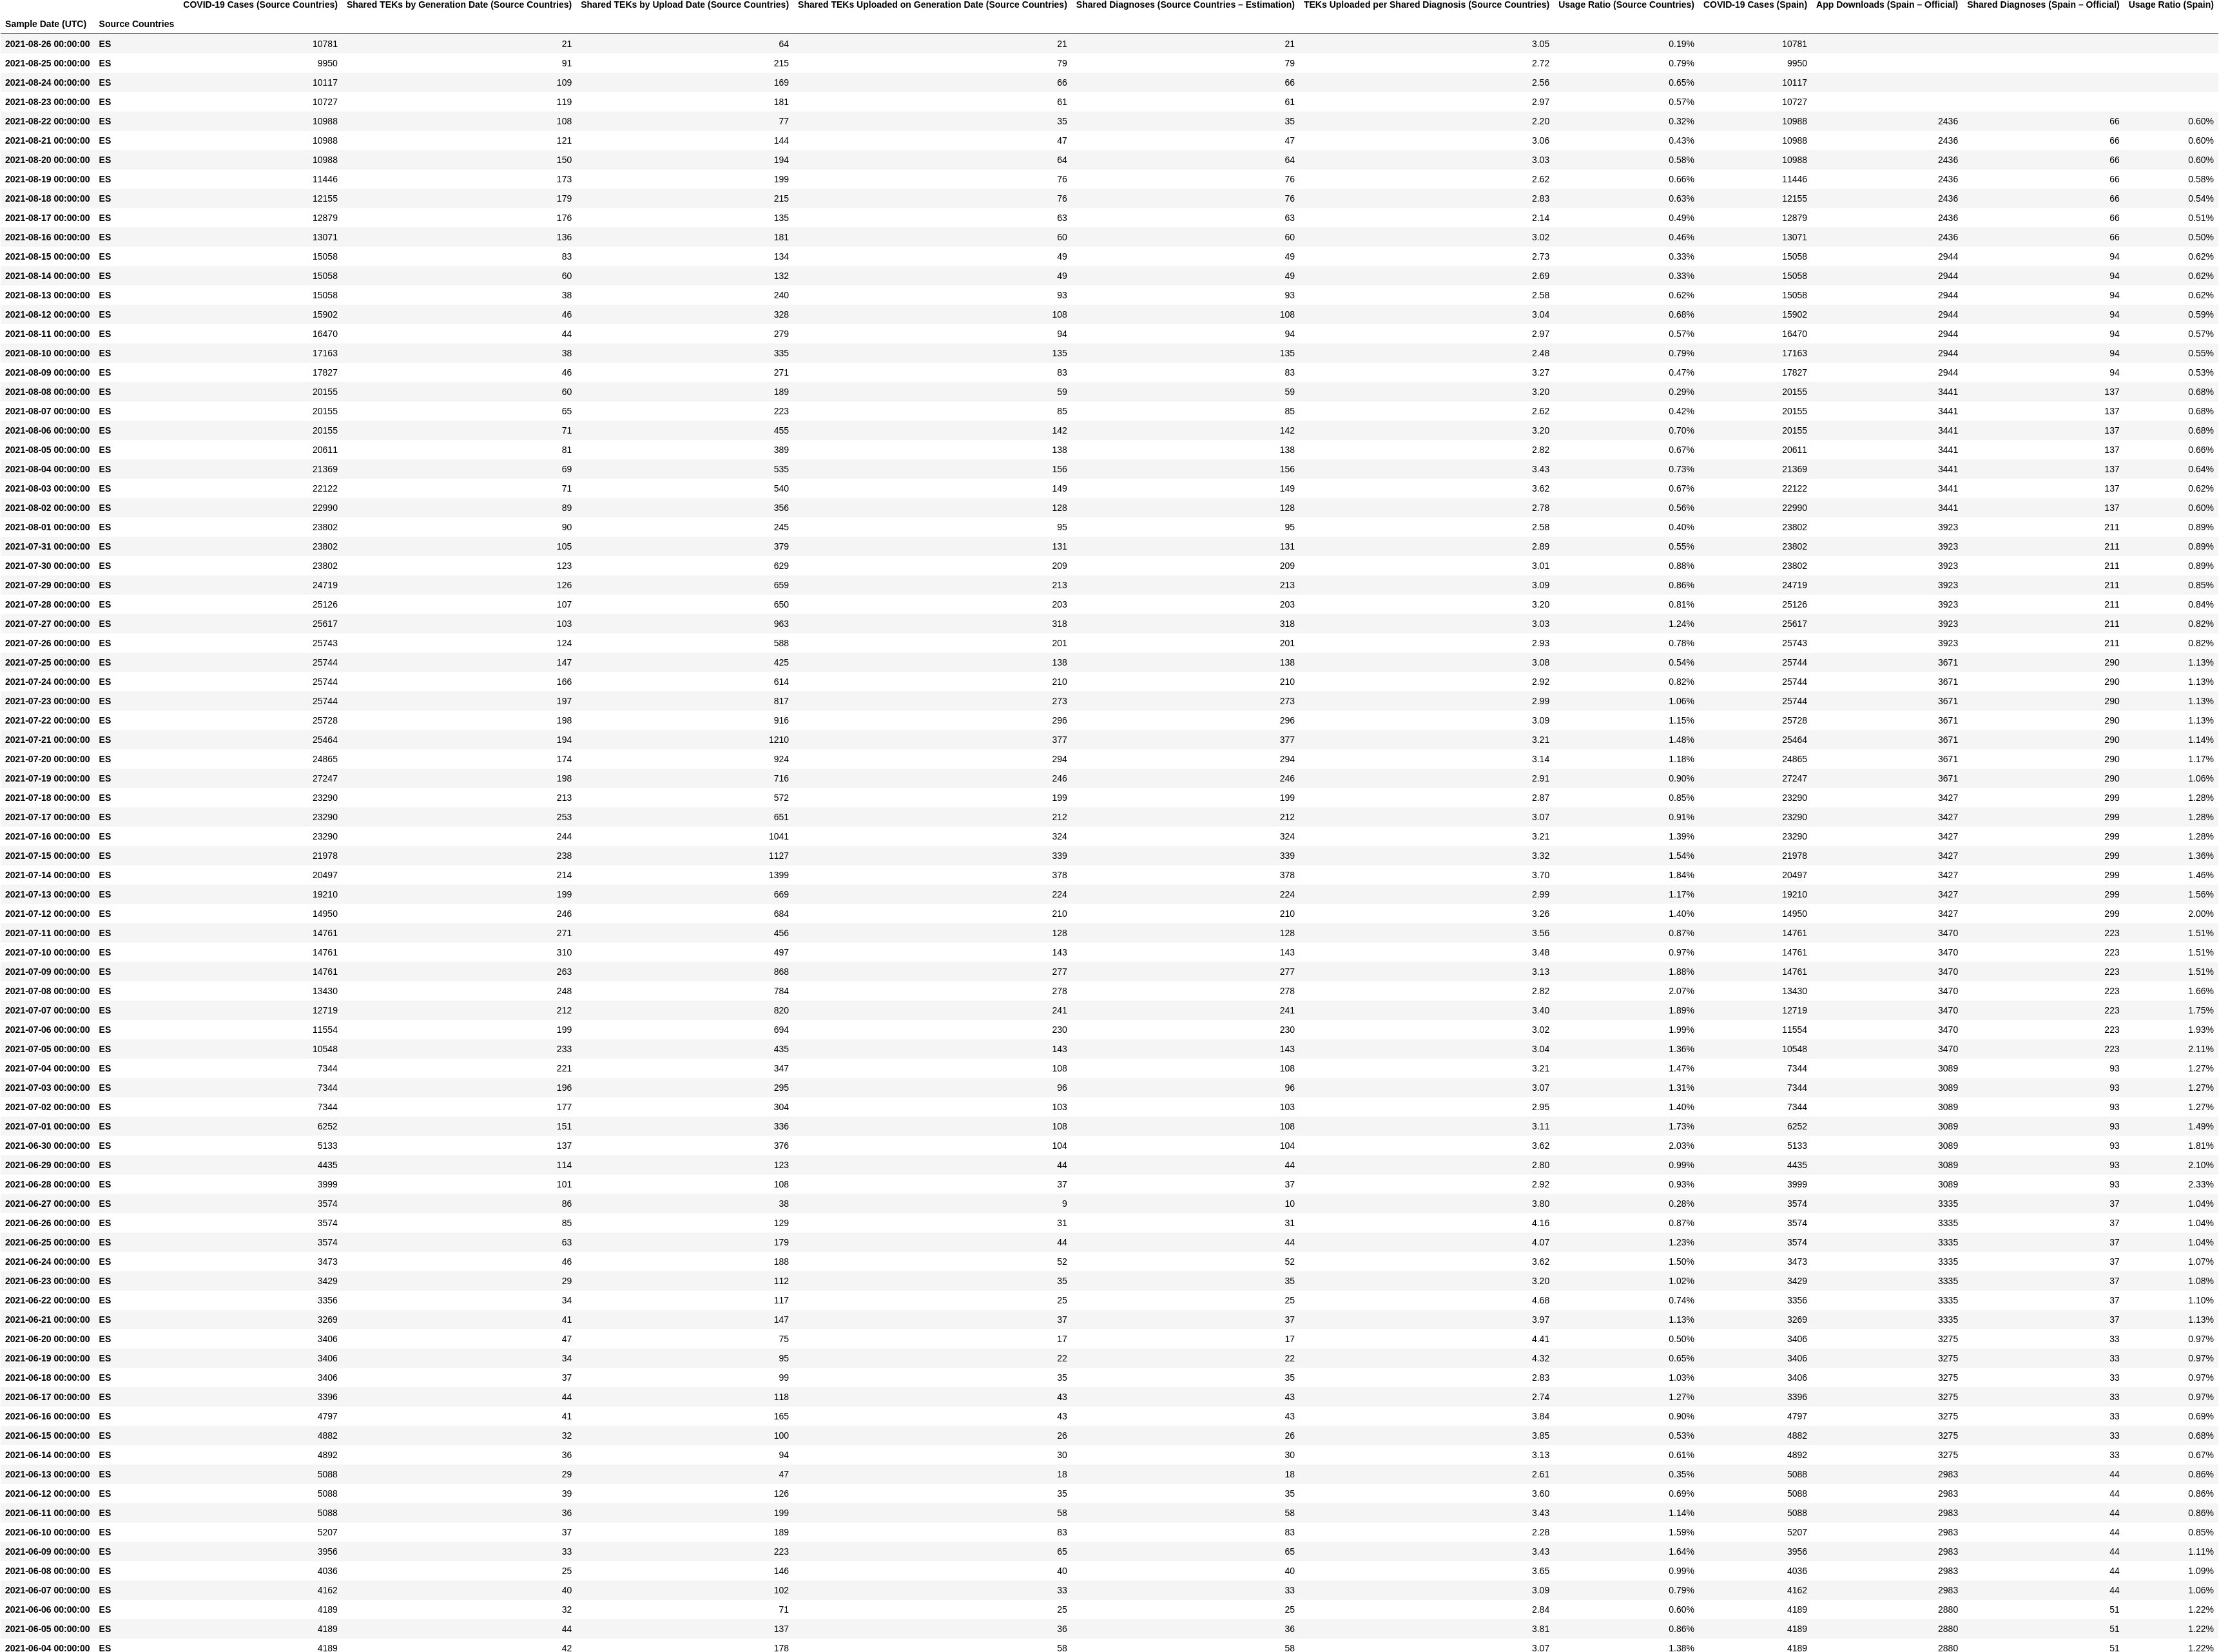 COVID-19 Cases (Source Countries) Shared TEKs by Generation Date (Source Countries) Shared TEKs by Upload Date (Source Countries) Shared TEKs Uploaded on Generation Date (Source Countries) Shared Diagnoses (Source Countries – Estimation) TEKs Uploaded per Shared Diagnosis (Source Countries) Usage Ratio (Source Countries) COVID-19 Cases (Spain) App Downloads (Spain – Official) Shared Diagnoses (Spain – Official) Usage Ratio (Spain)
Sample Date (UTC) Source Countries
2021-08-26 00:00:00 ES 10781 21 64 21 21 3.05 0.19% 10781
2021-08-25 00:00:00 ES 9950 91 215 79 79 2.72 0.79% 9950
2021-08-24 00:00:00 ES 10117 109 169 66 66 2.56 0.65% 10117
2021-08-23 00:00:00 ES 10727 119 181 61 61 2.97 0.57% 10727
2021-08-22 00:00:00 ES 10988 108 77 35 35 2.20 0.32% 10988 2436 66 0.60%
2021-08-21 00:00:00 ES 10988 121 144 47 47 3.06 0.43% 10988 2436 66 0.60%
2021-08-20 00:00:00 ES 10988 150 194 64 64 3.03 0.58% 10988 2436 66 0.60%
2021-08-19 00:00:00 ES 11446 173 199 76 76 2.62 0.66% 11446 2436 66 0.58%
2021-08-18 00:00:00 ES 12155 179 215 76 76 2.83 0.63% 12155 2436 66 0.54%
2021-08-17 00:00:00 ES 12879 176 135 63 63 2.14 0.49% 12879 2436 66 0.51%
2021-08-16 00:00:00 ES 13071 136 181 60 60 3.02 0.46% 13071 2436 66 0.50%
2021-08-15 00:00:00 ES 15058 83 134 49 49 2.73 0.33% 15058 2944 94 0.62%
2021-08-14 00:00:00 ES 15058 60 132 49 49 2.69 0.33% 15058 2944 94 0.62%
2021-08-13 00:00:00 ES 15058 38 240 93 93 2.58 0.62% 15058 2944 94 0.62%
2021-08-12 00:00:00 ES 15902 46 328 108 108 3.04 0.68% 15902 2944 94 0.59%
2021-08-11 00:00:00 ES 16470 44 279 94 94 2.97 0.57% 16470 2944 94 0.57%
2021-08-10 00:00:00 ES 17163 38 335 135 135 2.48 0.79% 17163 2944 94 0.55%
2021-08-09 00:00:00 ES 17827 46 271 83 83 3.27 0.47% 17827 2944 94 0.53%
2021-08-08 00:00:00 ES 20155 60 189 59 59 3.20 0.29% 20155 3441 137 0.68%
2021-08-07 00:00:00 ES 20155 65 223 85 85 2.62 0.42% 20155 3441 137 0.68%
2021-08-06 00:00:00 ES 20155 71 455 142 142 3.20 0.70% 20155 3441 137 0.68%
2021-08-05 00:00:00 ES 20611 81 389 138 138 2.82 0.67% 20611 3441 137 0.66%
2021-08-04 00:00:00 ES 21369 69 535 156 156 3.43 0.73% 21369 3441 137 0.64%
2021-08-03 00:00:00 ES 22122 71 540 149 149 3.62 0.67% 22122 3441 137 0.62%
2021-08-02 00:00:00 ES 22990 89 356 128 128 2.78 0.56% 22990 3441 137 0.60%
2021-08-01 00:00:00 ES 23802 90 245 95 95 2.58 0.40% 23802 3923 211 0.89%
2021-07-31 00:00:00 ES 23802 105 379 131 131 2.89 0.55% 23802 3923 211 0.89%
2021-07-30 00:00:00 ES 23802 123 629 209 209 3.01 0.88% 23802 3923 211 0.89%
2021-07-29 00:00:00 ES 24719 126 659 213 213 3.09 0.86% 24719 3923 211 0.85%
2021-07-28 00:00:00 ES 25126 107 650 203 203 3.20 0.81% 25126 3923 211 0.84%
2021-07-27 00:00:00 ES 25617 103 963 318 318 3.03 1.24% 25617 3923 211 0.82%
2021-07-26 00:00:00 ES 25743 124 588 201 201 2.93 0.78% 25743 3923 211 0.82%
2021-07-25 00:00:00 ES 25744 147 425 138 138 3.08 0.54% 25744 3671 290 1.13%
2021-07-24 00:00:00 ES 25744 166 614 210 210 2.92 0.82% 25744 3671 290 1.13%
2021-07-23 00:00:00 ES 25744 197 817 273 273 2.99 1.06% 25744 3671 290 1.13%
2021-07-22 00:00:00 ES 25728 198 916 296 296 3.09 1.15% 25728 3671 290 1.13%
2021-07-21 00:00:00 ES 25464 194 1210 377 377 3.21 1.48% 25464 3671 290 1.14%
2021-07-20 00:00:00 ES 24865 174 924 294 294 3.14 1.18% 24865 3671 290 1.17%
2021-07-19 00:00:00 ES 27247 198 716 246 246 2.91 0.90% 27247 3671 290 1.06%
2021-07-18 00:00:00 ES 23290 213 572 199 199 2.87 0.85% 23290 3427 299 1.28%
2021-07-17 00:00:00 ES 23290 253 651 212 212 3.07 0.91% 23290 3427 299 1.28%
2021-07-16 00:00:00 ES 23290 244 1041 324 324 3.21 1.39% 23290 3427 299 1.28%
2021-07-15 00:00:00 ES 21978 238 1127 339 339 3.32 1.54% 21978 3427 299 1.36%
2021-07-14 00:00:00 ES 20497 214 1399 378 378 3.70 1.84% 20497 3427 299 1.46%
2021-07-13 00:00:00 ES 19210 199 669 224 224 2.99 1.17% 19210 3427 299 1.56%
2021-07-12 00:00:00 ES 14950 246 684 210 210 3.26 1.40% 14950 3427 299 2.00%
2021-07-11 00:00:00 ES 14761 271 456 128 128 3.56 0.87% 14761 3470 223 1.51%
2021-07-10 00:00:00 ES 14761 310 497 143 143 3.48 0.97% 14761 3470 223 1.51%
2021-07-09 00:00:00 ES 14761 263 868 277 277 3.13 1.88% 14761 3470 223 1.51%
2021-07-08 00:00:00 ES 13430 248 784 278 278 2.82 2.07% 13430 3470 223 1.66%
2021-07-07 00:00:00 ES 12719 212 820 241 241 3.40 1.89% 12719 3470 223 1.75%
2021-07-06 00:00:00 ES 11554 199 694 230 230 3.02 1.99% 11554 3470 223 1.93%
2021-07-05 00:00:00 ES 10548 233 435 143 143 3.04 1.36% 10548 3470 223 2.11%
2021-07-04 00:00:00 ES 7344 221 347 108 108 3.21 1.47% 7344 3089 93 1.27%
2021-07-03 00:00:00 ES 7344 196 295 96 96 3.07 1.31% 7344 3089 93 1.27%
2021-07-02 00:00:00 ES 7344 177 304 103 103 2.95 1.40% 7344 3089 93 1.27%
2021-07-01 00:00:00 ES 6252 151 336 108 108 3.11 1.73% 6252 3089 93 1.49%
2021-06-30 00:00:00 ES 5133 137 376 104 104 3.62 2.03% 5133 3089 93 1.81%
2021-06-29 00:00:00 ES 4435 114 123 44 44 2.80 0.99% 4435 3089 93 2.10%
2021-06-28 00:00:00 ES 3999 101 108 37 37 2.92 0.93% 3999 3089 93 2.33%
2021-06-27 00:00:00 ES 3574 86 38 9 10 3.80 0.28% 3574 3335 37 1.04%
2021-06-26 00:00:00 ES 3574 85 129 31 31 4.16 0.87% 3574 3335 37 1.04%
2021-06-25 00:00:00 ES 3574 63 179 44 44 4.07 1.23% 3574 3335 37 1.04%
2021-06-24 00:00:00 ES 3473 46 188 52 52 3.62 1.50% 3473 3335 37 1.07%
2021-06-23 00:00:00 ES 3429 29 112 35 35 3.20 1.02% 3429 3335 37 1.08%
2021-06-22 00:00:00 ES 3356 34 117 25 25 4.68 0.74% 3356 3335 37 1.10%
2021-06-21 00:00:00 ES 3269 41 147 37 37 3.97 1.13% 3269 3335 37 1.13%
2021-06-20 00:00:00 ES 3406 47 75 17 17 4.41 0.50% 3406 3275 33 0.97%
2021-06-19 00:00:00 ES 3406 34 95 22 22 4.32 0.65% 3406 3275 33 0.97%
2021-06-18 00:00:00 ES 3406 37 99 35 35 2.83 1.03% 3406 3275 33 0.97%
2021-06-17 00:00:00 ES 3396 44 118 43 43 2.74 1.27% 3396 3275 33 0.97%
2021-06-16 00:00:00 ES 4797 41 165 43 43 3.84 0.90% 4797 3275 33 0.69%
2021-06-15 00:00:00 ES 4882 32 100 26 26 3.85 0.53% 4882 3275 33 0.68%
2021-06-14 00:00:00 ES 4892 36 94 30 30 3.13 0.61% 4892 3275 33 0.67%
2021-06-13 00:00:00 ES 5088 29 47 18 18 2.61 0.35% 5088 2983 44 0.86%
2021-06-12 00:00:00 ES 5088 39 126 35 35 3.60 0.69% 5088 2983 44 0.86%
2021-06-11 00:00:00 ES 5088 36 199 58 58 3.43 1.14% 5088 2983 44 0.86%
2021-06-10 00:00:00 ES 5207 37 189 83 83 2.28 1.59% 5207 2983 44 0.85%
2021-06-09 00:00:00 ES 3956 33 223 65 65 3.43 1.64% 3956 2983 44 1.11%
2021-06-08 00:00:00 ES 4036 25 146 40 40 3.65 0.99% 4036 2983 44 1.09%
2021-06-07 00:00:00 ES 4162 40 102 33 33 3.09 0.79% 4162 2983 44 1.06%
2021-06-06 00:00:00 ES 4189 32 71 25 25 2.84 0.60% 4189 2880 51 1.22%
2021-06-05 00:00:00 ES 4189 44 137 36 36 3.81 0.86% 4189 2880 51 1.22%
2021-06-04 00:00:00 ES 4189 42 178 58 58 3.07 1.38% 4189 2880 51 1.22%